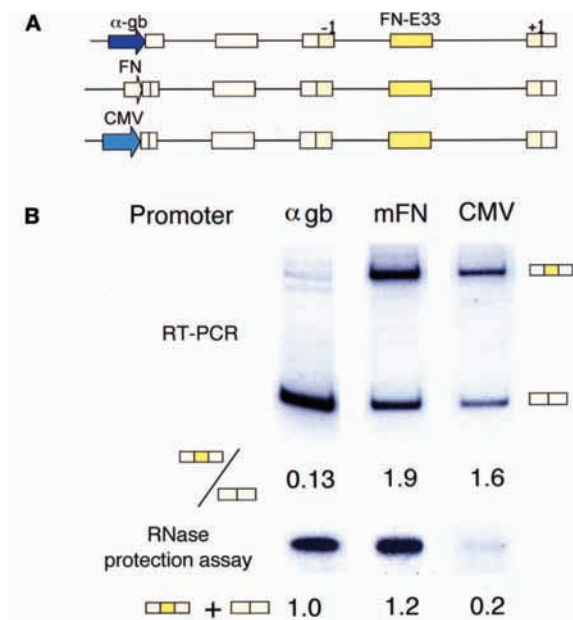 A
α-gb
-1
FN-E33
+1
FN
CMV
B
Promoter
α gb
mFN
CMV
RT-PCR
0.13
1.9
1.6
RNase
protection assay
+
1.0
1.2
0.2